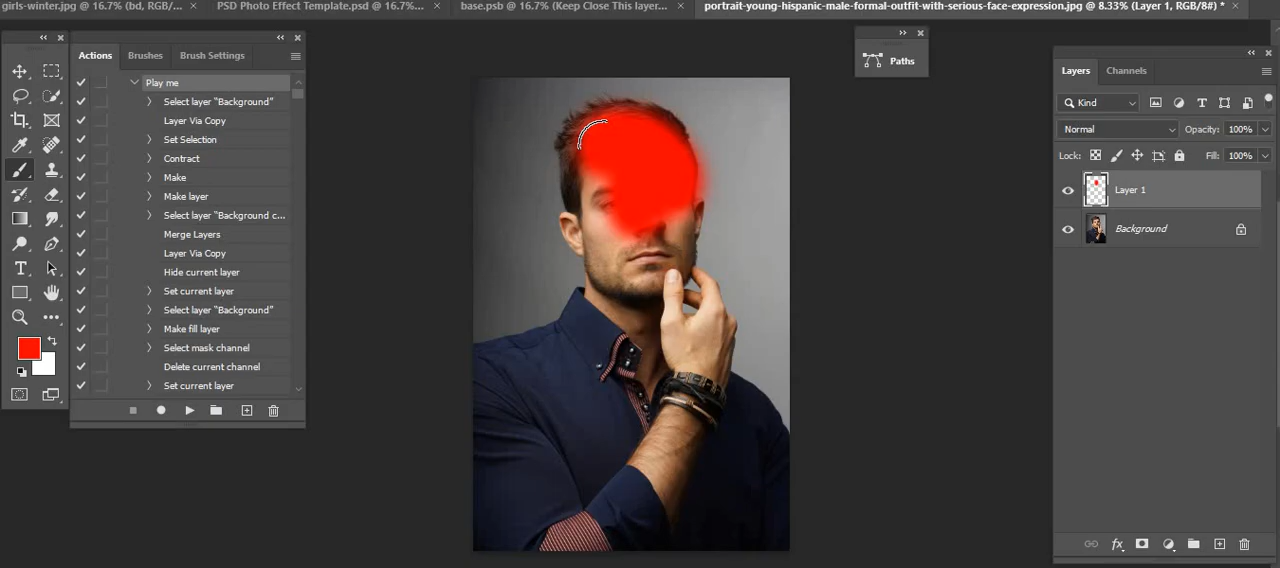 girls-winter.jpg @ 16.7% (bd, RGB/... × PSD Photo Effect Template.psd @ 16.7%... × base.psb @ 16.7% (Keep Close This layer... × portrait-young-hispanic-male-formal-outfit-with-serious-face-expression.jpg @ 8.33% (Layer 1, RGB/8#) * ×
Actions Brushes Brush Settings
Play me
Select layer "Background"
Layer Via Copy
Set Selection
Contract
Make
Make layer
Select layer "Background c...
Merge Layers
Layer Via Copy
Hide current layer
Set current layer
Select layer "Background"
Make fill layer
Select mask channel
Delete current channel
Set current layer
Paths
Layers Channels
Kind
Normal Opacity: 100%
Lock: Fill: 100%
Layer 1
Background
fx